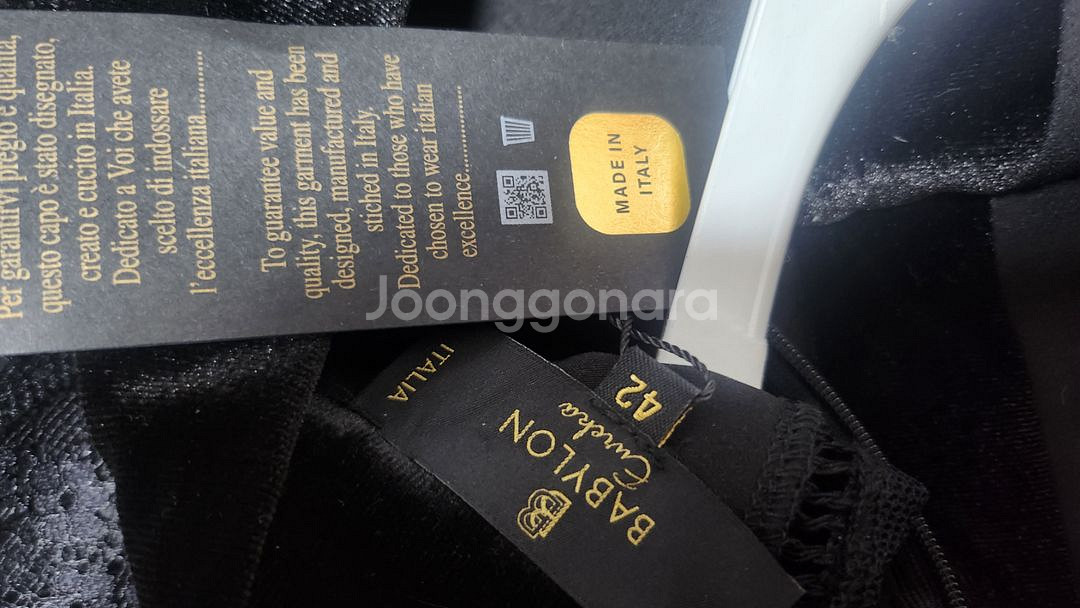 Per garantirvi pregio e qualità,
questo capo è stato disegnato,
creato e cucito in Italia.
Dedicato a Voi che avete
scelto di indossare
l'eccellenza italiana....................
To guarantee value and
quality, this garment has been
designed, manufactured and
stitched in Italy.
Dedicated to those who have
chosen to wear italian
excellence....................
MADE IN
ITALY
Joonggonara
BABYLON
Eureka
ITALIA
42